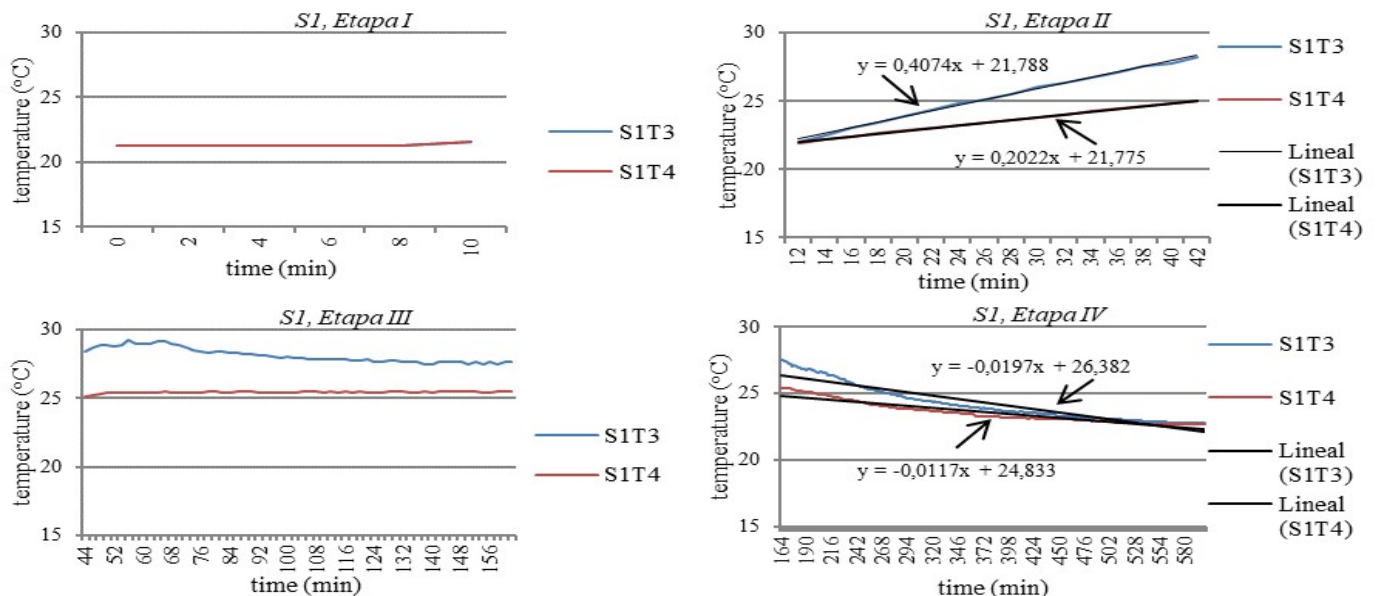 S1, Etapa I
temperature (°C)
30
25
20
15
0 2 4 6 8 10
time (min)
S1T3
S1T4
S1, Etapa II
temperature (°C)
30
25
20
15
y = 0,4074x + 21,788
y = 0,2022x + 21,775
12 14 16 18 20 22 24 26 28 30 32 34 36 38 40 42
time (min)
S1T3
S1T4
Lineal
(S1T3)
Lineal
(S1T4)
S1, Etapa III
temperature (°C)
30
25
20
15
44 52 60 68 76 84 92 100 108 116 124 132 140 148 156
time (min)
S1T3
S1T4
S1, Etapa IV
temperature (°C)
30
25
20
15
y = -0,0197x + 26,382
y = -0,0117x + 24,833
164 190 216 242 268 294 320 346 372 398 424 450 476 502 528 554 580
time (min)
S1T3
S1T4
Lineal
(S1T3)
Lineal
(S1T4)